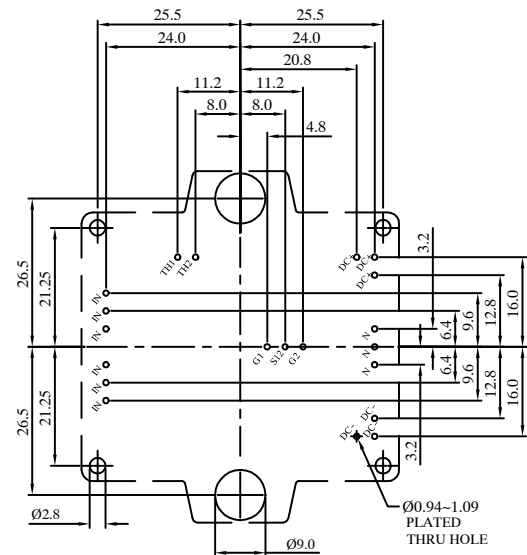 25.5 25.5
24.0 24.0
20.8
11.2 11.2
8.0 8.0
4.8
TH1 TH2 DC+ DC+
DC+
26.5 21.25
3.2
16.0
12.8
9.6
6.4
IN
IN
IN
N
G1 S12 G2 N
IN
N
IN
IN
6.4
9.6
12.8
16.0
3.2
DC-
DC- DC-
26.5 21.25
Ø2.8
Ø9.0
Ø0.94~1.09
PLATED
THRU HOLE